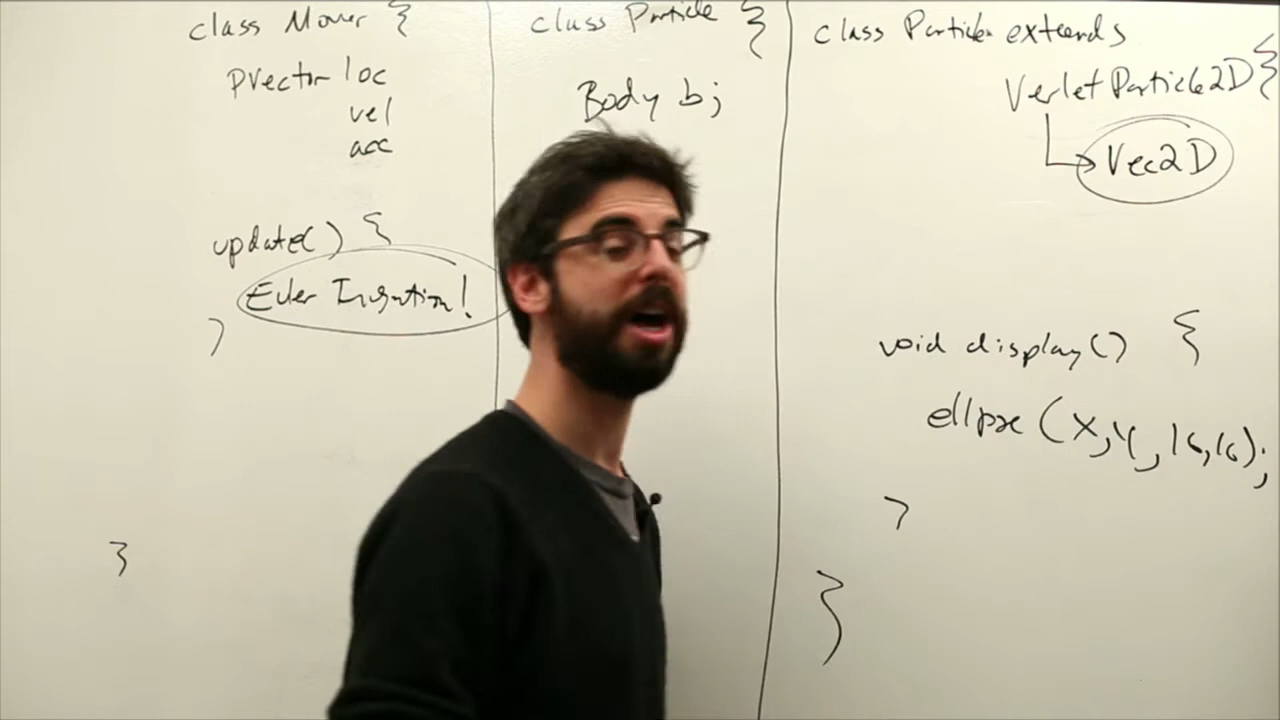 class Mover {
PVector loc
vel
acc
update() {
Euler Integration!
}
}
class Particle {
Body b;
class Particle extends
VerletParticle2D {
Vec2D
void display() {
ellipse (x,y,16,16);
}
}